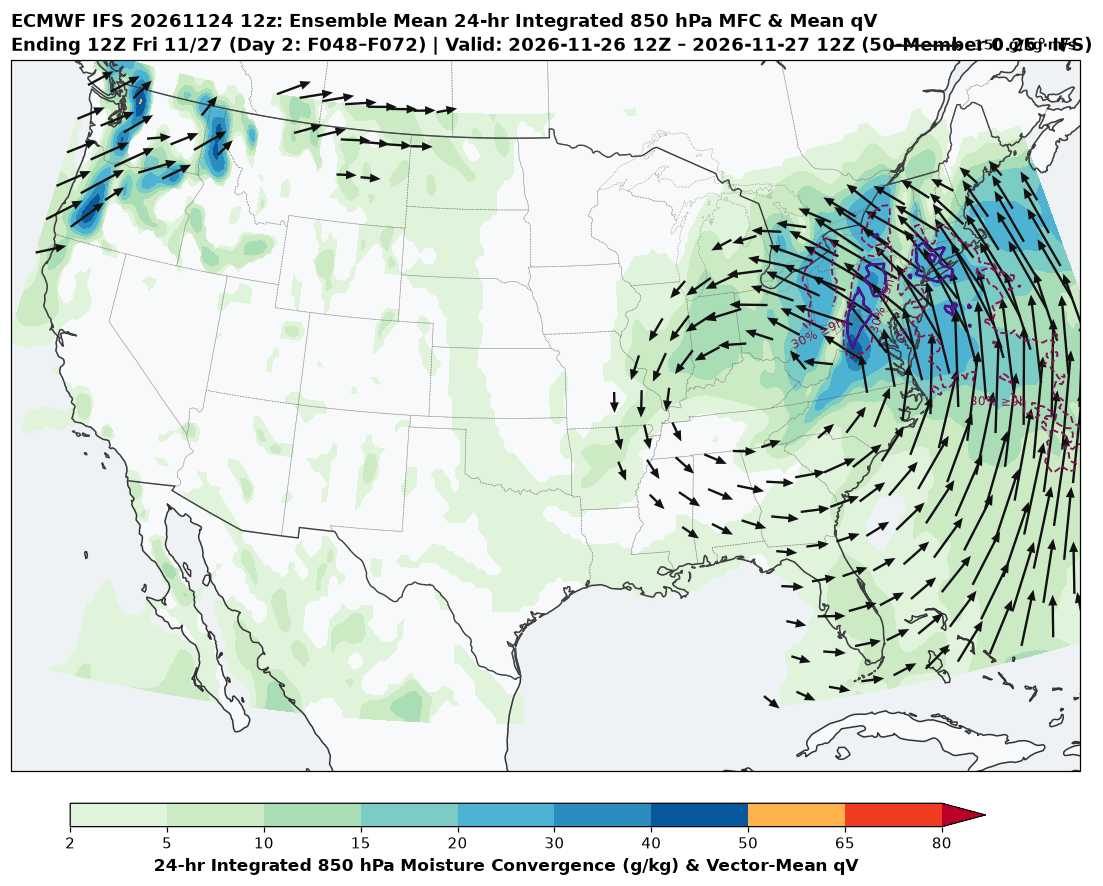 ECMWF IFS 20261124 12z: Ensemble Mean 24-hr Integrated 850 hPa MFC & Mean qV
Ending 12Z Fri 11/27 (Day 2: F048–F072) | Valid: 2026-11-26 12Z – 2026-11-27 12Z (50-Member 0.25° IFS)
30% ≥9h
30%
30% ≥9h
2 5 10 15 20 30 40 50 65 80
24-hr Integrated 850 hPa Moisture Convergence (g/kg) & Vector-Mean qV